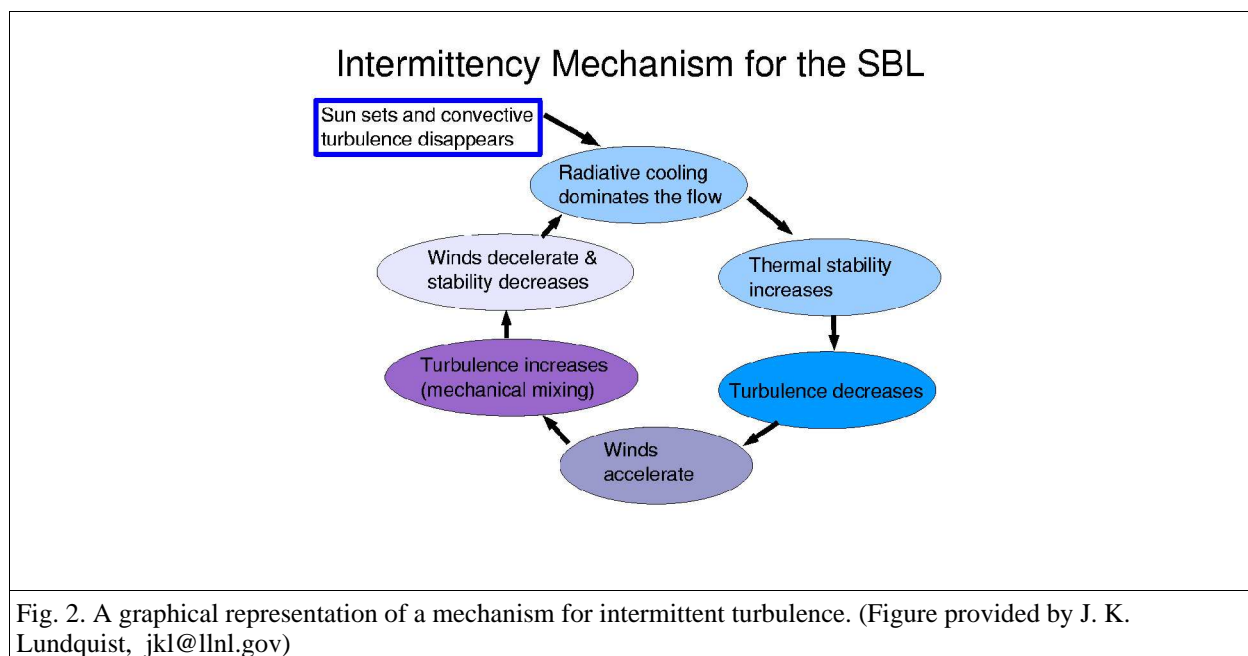 Intermittency Mechanism for the SBL
Sun sets and convective
turbulence disappears
Radiative cooling
dominates the flow
Winds decelerate &
stability decreases
Thermal stability
increases
Turbulence increases
(mechanical mixing)
Turbulence decreases
Winds
accelerate
Fig. 2. A graphical representation of a mechanism for intermittent turbulence. (Figure provided by J. K.
Lundquist, jkl@llnl.gov)